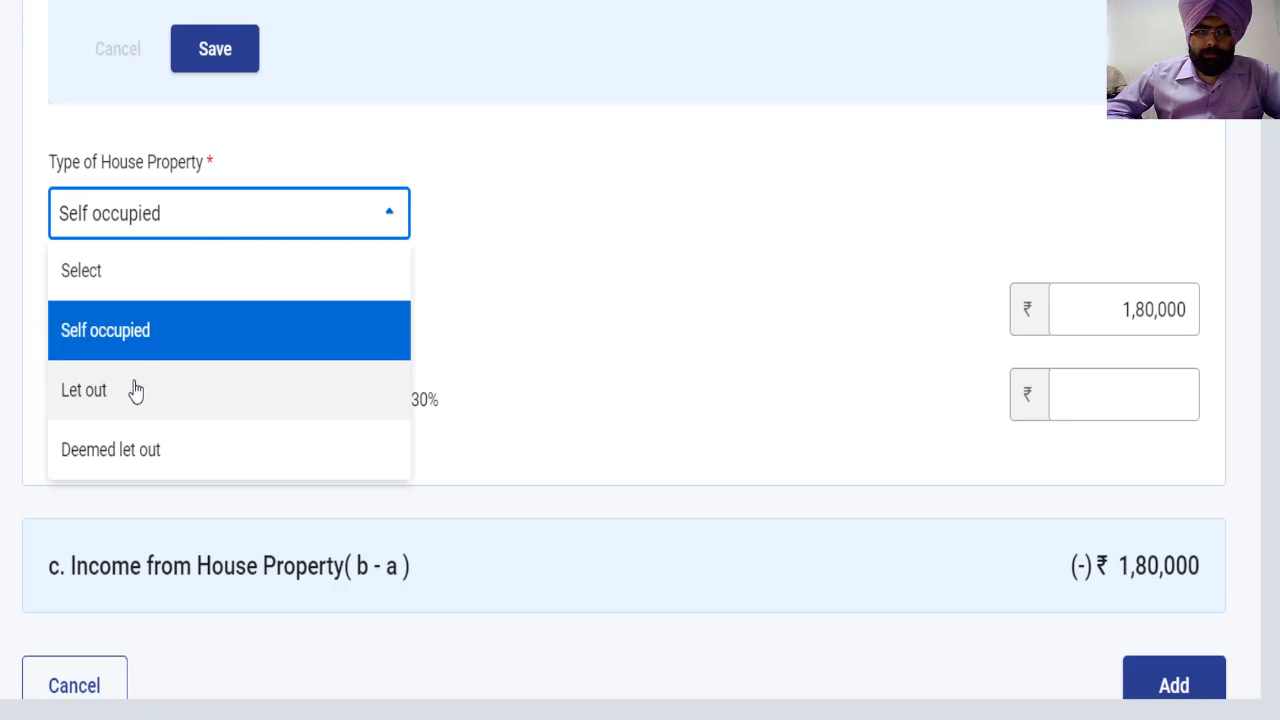 Cancel
Save
Type of House Property *
Self occupied
Select
Self occupied
₹ 1,80,000
Let out
30%
₹
Deemed let out
c. Income from House Property( b - a ) (-) ₹ 1,80,000
Cancel
Add